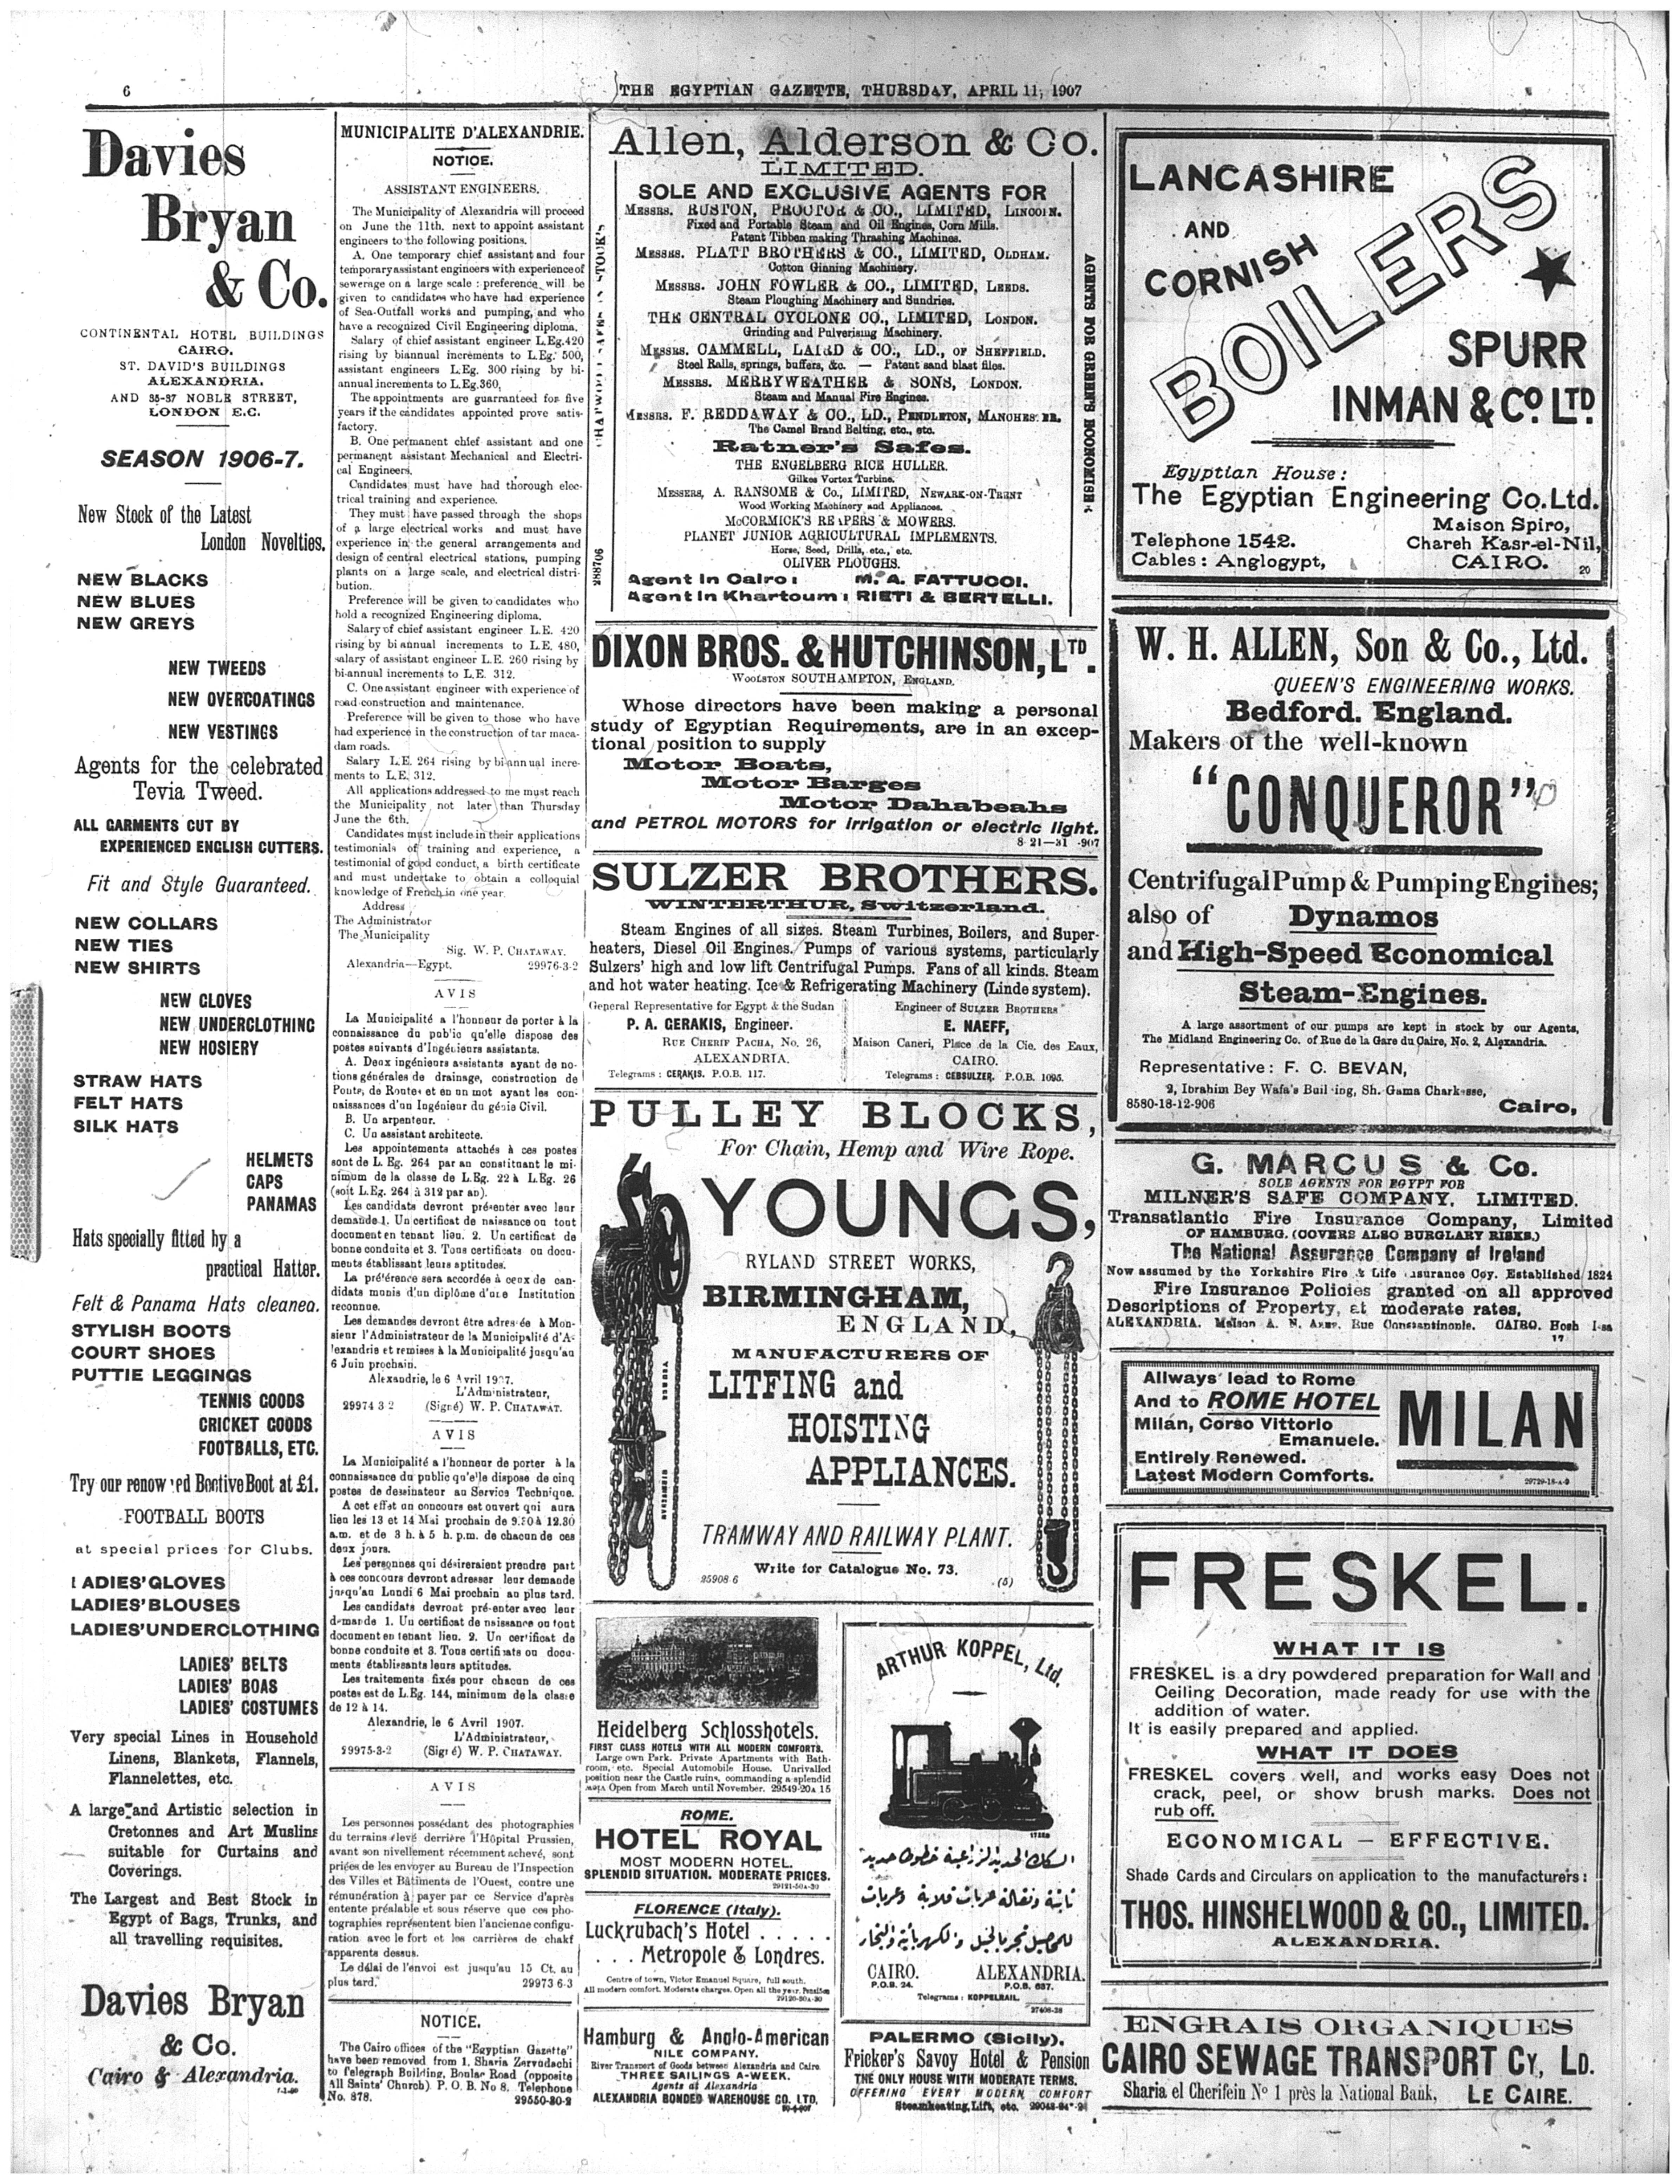 6
THE EGYPTIAN GAZETTE, THURSDAY, APRIL 11, 1907
Davies
Bryan
& Co.
CONTINENTAL HOTEL BUILDINGS
CAIRO.
ST. DAVID'S BUILDINGS
ALEXANDRIA.
AND 35-37 NOBLE STREET,
LONDON E.C.
SEASON 1906-7.
New Stock of the Latest
London Novelties.
NEW BLACKS
NEW BLUES
NEW GREYS
NEW TWEEDS
NEW OVERCOATINGS
NEW VESTINGS
Agents for the celebrated
Tevia Tweed.
ALL GARMENTS CUT BY
EXPERIENCED ENGLISH CUTTERS.
Fit and Style Guaranteed.
NEW COLLARS
NEW TIES
NEW SHIRTS
NEW GLOVES
NEW UNDERCLOTHING
NEW HOSIERY
STRAW HATS
FELT HATS
SILK HATS
HELMETS
CAPS
PANAMAS
Hats specially fitted by a
practical Hatter.
Felt & Panama Hats cleaned.
STYLISH BOOTS
COURT SHOES
PUTTIE LEGGINGS
TENNIS GOODS
CRICKET GOODS
FOOTBALLS, ETC.
Try our Boot at £1.
FOOTBALL BOOTS
at special prices for Clubs.
LADIES' GLOVES
LADIES' BLOUSES
LADIES' UNDERCLOTHING
LADIES' BELTS
LADIES' BOAS
LADIES' COSTUMES
Very special Lines in Household
Linens, Blankets, Flannels,
Flannelettes, etc.
A large and Artistic selection in
Cretonnes and Art Muslins
suitable for Curtains and
Coverings.
The Largest and Best Stock in
Egypt of Bags, Trunks, and
all travelling requisites.
Davies Bryan
& Co.
Cairo & Alexandria.
MUNICIPALITE D'ALEXANDRIE.
NOTICE.
ASSISTANT ENGINEERS.
The Municipality of Alexandria will proceed
on June the 11th. next to appoint assistant
engineers to the following positions.
A. One temporary chief assistant and four
temporary assistant engineers with experience of
sewerage on a large scale : preference will be
given to candidates who have had experience
of Sea-Outfall works and pumping, and who
have a recognized Civil Engineering diploma.
Salary of chief assistant engineer L.Eg.420
rising by biannual increments to L.Eg. 500,
assistant engineers L.Eg. 300 rising by bi-
annual increments to L.Eg.360,
The appointments are guarranteed for five
years if the candidates appointed prove satis-
factory.
B. One permanent chief assistant and one
permanent assistant Mechanical and Electri-
cal Engineers.
Candidates must have had thorough elec-
trical training and experience.
They must have passed through the shops
of a large electrical works and must have
experience in the general arrangements and
design of central electrical stations, pumping
plants on a large scale, and electrical distri-
bution.
Preference will be given to candidates who
hold a recognized Engineering diploma.
Salary of chief assistant engineer L.E. 420
rising by bi annual increments to L.E. 480,
salary of assistant engineer L.E. 260 rising by
bi-annual increments to L.E. 312.
C. One assistant engineer with experience of
road construction and maintenance.
Preference will be given to those who have
had experience in the construction of tar maca-
dam roads.
Salary L.E. 264 rising by bi annual incre-
ments to L.E. 312.
All applications addressed to me must reach
the Municipality not later than Thursday
June the 6th.
Candidates must include in their applications
testimonials of training and experience, a
testimonial of good conduct, a birth certificate
and must undertake to obtain a colloquial
knowledge of French in one year.
Address
The Administrator
The Municipality
Sig. W. P. CHATAWAY.
Alexandria—Egypt. 29976-3-2
AVIS
La Municipalité a l'honneur de porter à la
connaissance du public qu'elle dispose des
postes suivants d'Ingénieurs assistants.
A. Deux ingénieurs assistants ayant de no-
tions générales de drainage, construction de
Ponts, de Routes et en un mot ayant les con-
naissances d'un Ingénieur du génie Civil.
B. Un arpenteur.
C. Un assistant architecte.
Les appointements attachés à ces postes
sont de L. Eg. 264 par an constituant le mi-
nimum de la classe de L.Eg. 22 à L.Eg. 26
(soit L.Eg. 264 à 312 par an).
Les candidats devront présenter avec leur
demande 1. Un certificat de naissance ou tout
document en tenant lieu. 2. Un certificat de
bonne conduite et 3. Tous certificats ou docu-
ments établissant leurs aptitudes.
La préférence sera accordée à ceux de can-
didats munis d'un diplôme d'une Institution
reconnue.
Les demandes devront être adressée à Mon-
sieur l'Administrateur de la Municipalité d'A-
lexandrie et remises à la Municipalité jusqu'au
6 Juin prochain.
Alexandrie, le 6 Avril 1907.
L'Administrateur,
29974 3 2 (Signé) W. P. CHATAWAY.
AVIS
La Municipalité a l'honneur de porter à la
connaissance du public qu'elle dispose de cinq
postes de dessinateur au Service Technique.
A cet effet un concours est ouvert qui aura
lieu les 13 et 14 Mai prochain de 9.30 à 12.30
a.m. et de 3 h. à 5 h. p.m. de chacun de ces
deux jours.
Les personnes qui désireraient prendre part
à ces concours devront adresser leur demande
jusqu'au Lundi 6 Mai prochain au plus tard.
Les candidats devront présenter avec leur
demande 1. Un certificat de naissance ou tout
document en tenant lieu. 2. Un certificat de
bonne conduite et 3. Tous certificats ou docu-
ments établissants leurs aptitudes.
Les traitements fixés pour chacun de ces
postes est de L.Eg. 144, minimum de la classe
de 12 à 14.
Alexandrie, le 6 Avril 1907.
L'Administrateur,
29975-3-2 (Signé) W. P. CHATAWAY.
AVIS
Les personnes possédant des photographies
du terrains élevé derrière l'Hôpital Prussien,
avant son nivellement récemment achevé, sont
priées de les envoyer au Bureau de l'Inspection
des Villes et Bâtiments de l'Ouest, contre une
rémunération à payer par ce Service d'après
entente préalable et sous réserve que ces pho-
tographies représentent bien l'ancienne configu-
ration avec le fort et les carrières de chakf
apparente dessus.
Le délai de l'envoi est jusqu'au 15 Ct. au
plus tard. 29973 6-3
NOTICE.
The Cairo offices of the "Egyptian Gazette"
have been removed from 1, Sharia Zervudachi
to Telegraph Building, Boulac Road (opposite
All Saints' Church). P. O. B. No 8. Telephone
No. 878. 29550-30-2
Allen, Alderson & Co.
LIMITED.
SOLE AND EXCLUSIVE AGENTS FOR
MESSRS. RUSTON, PROCTOR & CO., LIMITED, LINCOLN.
Fixed and Portable Steam and Oil Engines, Corn Mills.
Patent Tibben making Thrashing Machines.
MESSRS. PLATT BROTHERS & CO., LIMITED, OLDHAM.
Cotton Ginning Machinery.
MESSRS. JOHN FOWLER & CO., LIMITED, LEEDS.
Steam Ploughing Machinery and Sundries.
THE CENTRAL CYCLONE CO., LIMITED, LONDON.
Grinding and Pulverising Machinery.
MESSRS. CAMMELL, LAIRD & CO., LD., OF SHEFFIELD.
Steel Rails, springs, buffers, &c. — Patent sand blast files.
MESSRS. MERRYWEATHER & SONS, LONDON.
Steam and Manual Fire Engines.
MESSRS. F. REDDAWAY & CO., LD., PENDLETON, MANCHESTER.
The Camel Brand Belting, etc., etc.
Ratner's Safes.
THE ENGELBERG RICE HULLER.
Gilkes Vortex Turbine.
MESSRS, A. RANSOME & Co., LIMITED, NEWARK-ON-TRENT
Wood Working Machinery and Appliances.
McCORMICK'S REAPERS & MOWERS.
PLANET JUNIOR AGRICULTURAL IMPLEMENTS.
Horse, Seed, Drills, etc., etc.
OLIVER PLOUGHS.
Agent in Cairo: M. A. FATTUCCI.
Agent in Khartoum: RIETI & BERTELLI.
AGENTS FOR GREEN'S ECONOMISER
DIXON BROS. & HUTCHINSON, LTD.
WOOLSTON SOUTHAMPTON, ENGLAND.
Whose directors have been making a personal
study of Egyptian Requirements, are in an excep-
tional position to supply
Motor Boats,
Motor Barges
Motor Dahabeahs
and PETROL MOTORS for irrigation or electric light.
8-21—31-907
SULZER BROTHERS.
WINTERTHUR, Switzerland.
Steam Engines of all sizes. Steam Turbines, Boilers, and Super-
heaters, Diesel Oil Engines. Pumps of various systems, particularly
Sulzers' high and low lift Centrifugal Pumps. Fans of all kinds. Steam
and hot water heating. Ice & Refrigerating Machinery (Linde system).
General Representative for Egypt & the Sudan
P. A. GERAKIS, Engineer.
RUE CHERIF PACHA, No. 26,
ALEXANDRIA.
Telegrams : GERAKIS. P.O.B. 117.
Engineer of SULZER BROTHERS
E. NAEFF,
Maison Caneri, Place de la Cie. des Eaux,
CAIRO.
Telegrams : GEBSULZER. P.O.B. 1095.
PULLEY BLOCKS,
For Chain, Hemp and Wire Rope.
YOUNGS,
RYLAND STREET WORKS,
BIRMINGHAM,
ENGLAND,
MANUFACTURERS OF
LITFING and
HOISTING
APPLIANCES.
TRAMWAY AND RAILWAY PLANT.
Write for Catalogue No. 73.
25908 6 (5)
Heidelberg Schlosshotels.
FIRST CLASS HOTELS WITH ALL MODERN COMFORTS.
Large own Park. Private Apartments with Bath-
room, etc. Special Automobile House. Unrivalled
position near the Castle ruins, commanding a splendid
Open from March until November. 29549-20a 15
ROME.
HOTEL ROYAL
MOST MODERN HOTEL.
SPLENDID SITUATION. MODERATE PRICES.
FLORENCE (Italy).
Luckrubach's Hotel . . . . .
. . . Metropole & Londres.
Centre of town, Victor Emanuel Square, full south.
All modern comfort. Moderate charges. Open all the year. Pension
Hamburg & Anglo-American
NILE COMPANY.
River Transport of Goods between Alexandria and Cairo.
THREE SAILINGS A-WEEK.
Agents at Alexandria
ALEXANDRIA BONDED WAREHOUSE CO. LTD.
ARTHUR KOPPEL, Ltd.
السكك الحديد الزراعية خطوط حديد
ثابتة ونقالة عربات قلابة وعربات
CAIRO.
P.O.B. 24.
ALEXANDRIA.
P.O.B. 687.
Telegrams : KOPPELRAIL.
27406-28
PALERMO (Sicily).
Fricker's Savoy Hotel & Pension
THE ONLY HOUSE WITH MODERATE TERMS.
OFFERING EVERY MODERN COMFORT
Steamheating, Lift, etc.
LANCASHIRE
AND
CORNISH
BOILERS
SPURR
INMAN & CO. LTD
Egyptian House:
The Egyptian Engineering Co. Ltd.
Maison Spiro,
Telephone 1542. Chareh Kasr-el-Nil,
Cables: Anglogypt, CAIRO.
20
W. H. ALLEN, Son & Co., Ltd.
QUEEN'S ENGINEERING WORKS.
Bedford. England.
Makers of the well-known
"CONQUEROR"
Centrifugal Pump & Pumping Engines;
also of Dynamos
and High-Speed Economical
Steam-Engines.
A large assortment of our pumps are kept in stock by our Agents,
The Midland Engineering Co. of Rue de la Gare du Caire, No. 2, Alexandria.
Representative: F. C. BEVAN,
2, Ibrahim Bey Wafa's Building, Sh. Gama Charkasse,
8580-18-12-906 Cairo,
G. MARCUS & Co.
SOLE AGENTS FOR EGYPT FOR
MILNER'S SAFE COMPANY, LIMITED.
Transatlantic Fire Insurance Company, Limited
OF HAMBURG. (COVERS ALSO BURGLARY RISKS.)
The National Assurance Company of Ireland
Now assumed by the Yorkshire Fire & Life Insurance Coy. Established 1824
Fire Insurance Policies granted on all approved
Descriptions of Property, at moderate rates,
ALEXANDRIA. Maison Rue Constantinople. CAIRO. Hosh
17
Allways lead to Rome
And to ROME HOTEL
Milan, Corso Vittorio
Emanuele.
Entirely Renewed.
Latest Modern Comforts.
MILAN
29729-18-A-9
FRESKEL.
WHAT IT IS
FRESKEL is a dry powdered preparation for Wall and
Ceiling Decoration, made ready for use with the
addition of water.
It is easily prepared and applied.
WHAT IT DOES
FRESKEL covers well, and works easy Does not
crack, peel, or show brush marks. Does not
rub off.
ECONOMICAL — EFFECTIVE.
Shade Cards and Circulars on application to the manufacturers:
THOS. HINSHELWOOD & CO., LIMITED.
ALEXANDRIA.
ENGRAIS ORGANIQUES
CAIRO SEWAGE TRANSPORT CY, LD.
Sharia el Cherifein No 1 près la National Bank, LE CAIRE.